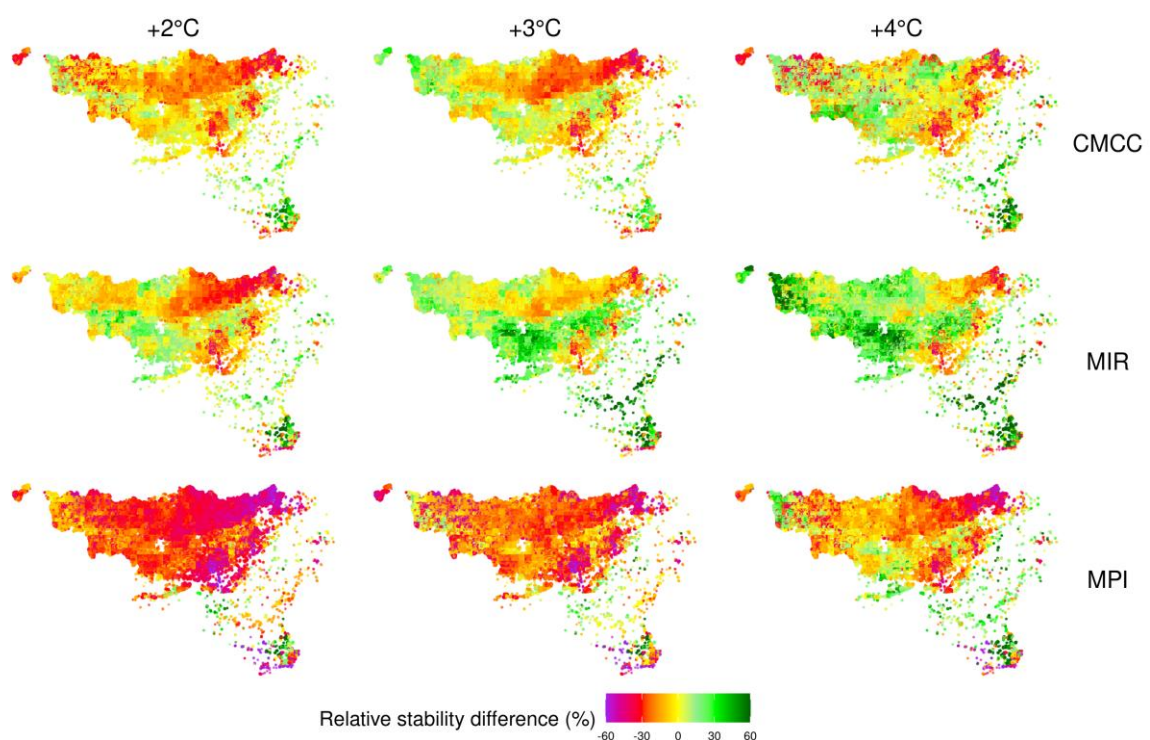 +2°C
+3°C
+4°C
CMCC
MIR
MPI
Relative stability difference (%)
-60 -30 0 30 60